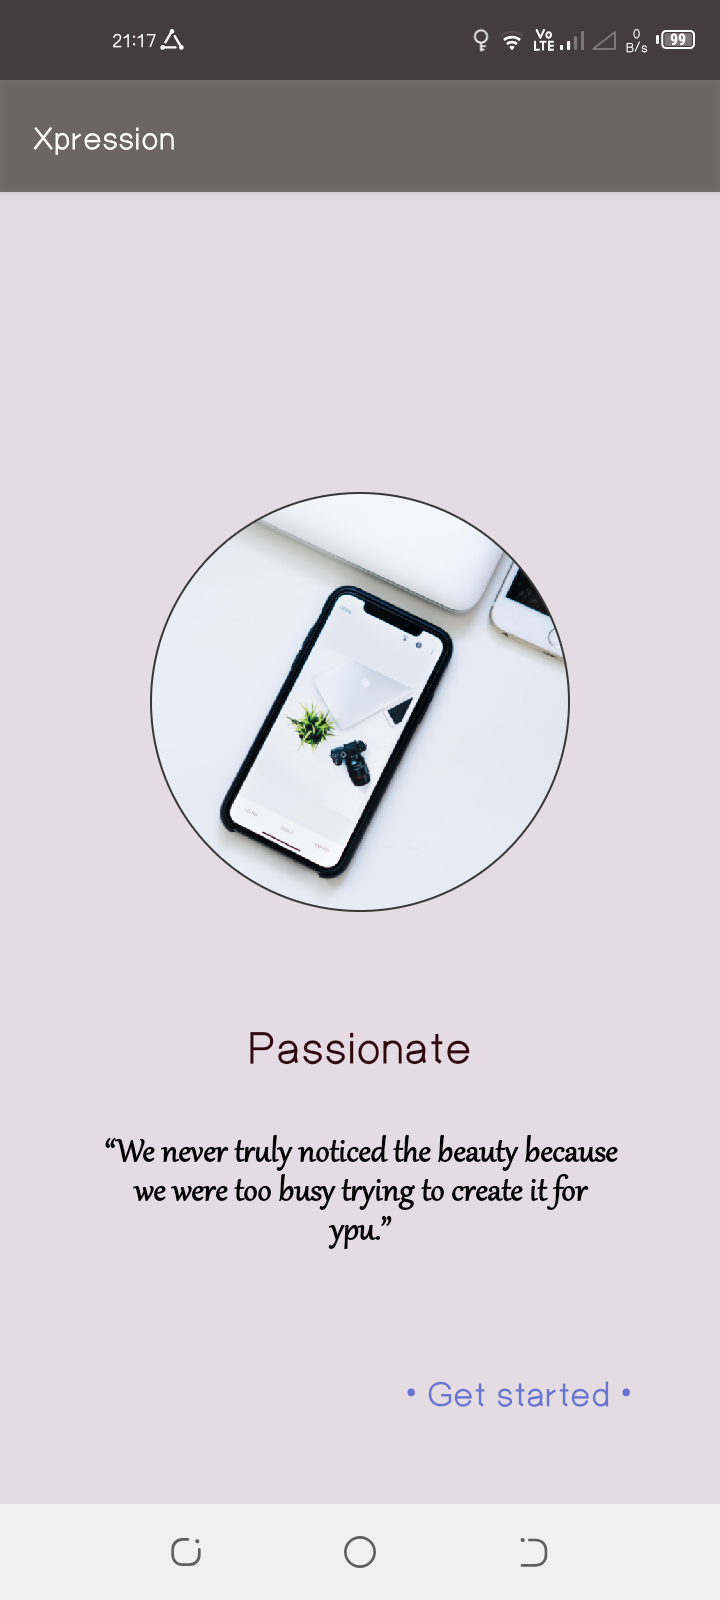 21:17
Vo
LTE
0
B/s
99
Xpression
Passionate
“We never truly noticed the beauty because
we were too busy trying to create it for
ypu.”
• Get started •